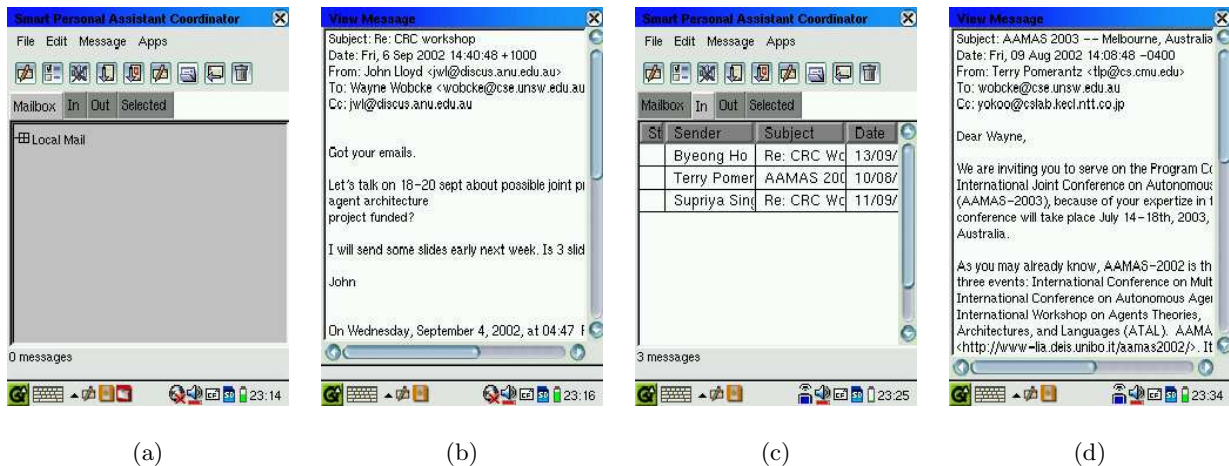 Smart Personal Assistant Coordinator
File Edit Message Apps
Mailbox In Out Selected
Local Mail
0 messages
23:14
(a)
View Message
Subject: Re: CRC workshop
Date: Fri, 6 Sep 2002 14:40:48 +1000
From: John Lloyd <jwl@discus.anu.edu.au>
To: Wayne Wobcke <wobcke@cse.unsw.edu.au
Cc: jwl@discus.anu.edu.au
Got your emails.
Let's talk on 18-20 sept about possible joint pr
agent architecture
project funded?
I will send some slides early next week. Is 3 slid
John
On Wednesday, September 4, 2002, at 04:47 F
23:16
(b)
Smart Personal Assistant Coordinator
File Edit Message Apps
Mailbox In Out Selected
St Sender Subject Date
Byeong Ho Re: CRC Wo 13/09/
Terry Pomer AAMAS 200 10/08/
Supriya Sing Re: CRC Wo 11/09/
3 messages
23:25
(c)
View Message
Subject: AAMAS 2003 -- Melbourne, Australia
Date: Fri, 09 Aug 2002 14:08:48 -0400
From: Terry Pomerantz <tlp@cs.cmu.edu>
To: wobcke@cse.unsw.edu.au
Cc: yokoo@cslab.kecl.ntt.co.jp
Dear Wayne,
We are inviting you to serve on the Program Co
International Joint Conference on Autonomous
(AAMAS-2003), because of your expertize in t
conference will take place July 14-18th, 2003,
Australia.
As you may already know, AAMAS-2002 is th
three events: International Conference on Mult
International Conference on Autonomous Agen
International Workshop on Agents Theories,
Architectures, and Languages (ATAL). AAMA
<http://www-lia.deis.unibo.it/aamas2002/>. It
23:34
(d)